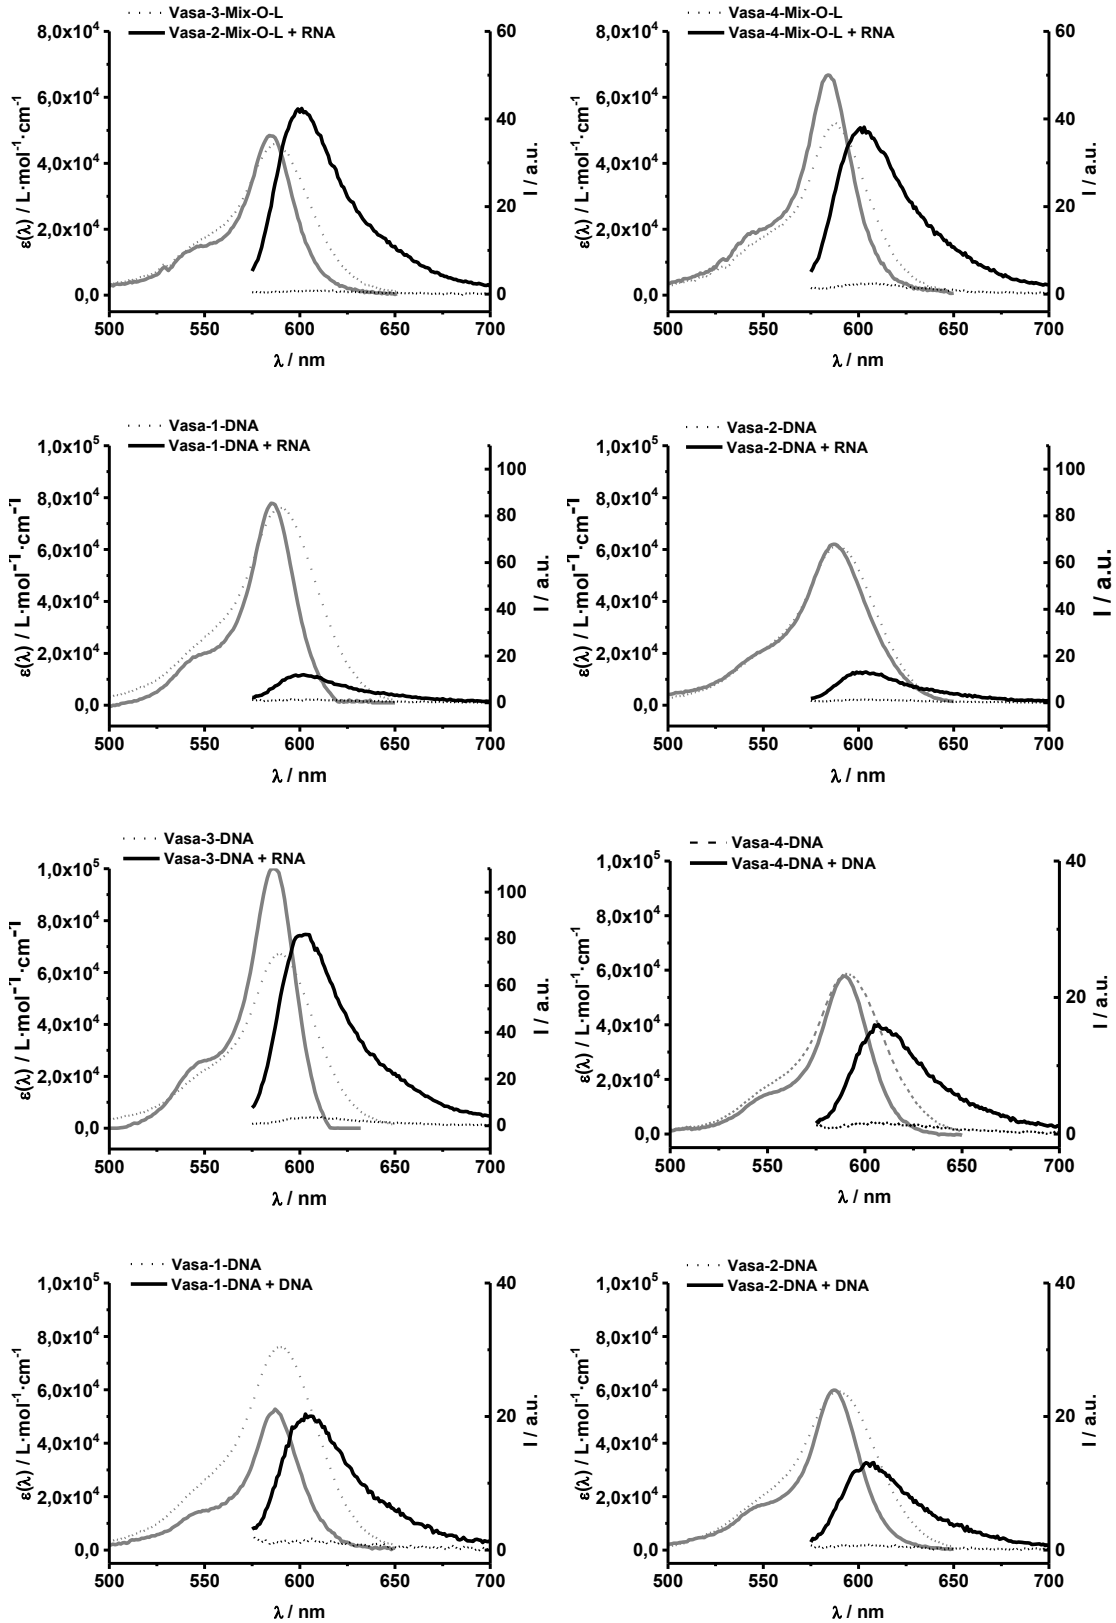 Vasa-3-Mix-O-L
Vasa-2-Mix-O-L + RNA
8,0x10⁴
6,0x10⁴
4,0x10⁴
2,0x10⁴
0,0
ε(λ) / L·mol⁻¹·cm⁻¹
60
40
20
0
I / a.u.
500 550 600 650 700
λ / nm
Vasa-4-Mix-O-L
Vasa-4-Mix-O-L + RNA
8,0x10⁴
6,0x10⁴
4,0x10⁴
2,0x10⁴
0,0
ε(λ) / L·mol⁻¹·cm⁻¹
60
40
20
0
I / a.u.
500 550 600 650 700
λ / nm
Vasa-1-DNA
Vasa-1-DNA + RNA
1,0x10⁵
8,0x10⁴
6,0x10⁴
4,0x10⁴
2,0x10⁴
0,0
ε(λ) / L·mol⁻¹·cm⁻¹
100
80
60
40
20
0
I / a.u.
500 550 600 650 700
λ / nm
Vasa-2-DNA
Vasa-2-DNA + RNA
1,0x10⁵
8,0x10⁴
6,0x10⁴
4,0x10⁴
2,0x10⁴
0,0
ε(λ) / L·mol⁻¹·cm⁻¹
100
80
60
40
20
0
I / a.u.
500 550 600 650 700
λ / nm
Vasa-3-DNA
Vasa-3-DNA + RNA
1,0x10⁵
8,0x10⁴
6,0x10⁴
4,0x10⁴
2,0x10⁴
0,0
ε(λ) / L·mol⁻¹·cm⁻¹
100
80
60
40
20
0
I / a.u.
500 550 600 650 700
λ / nm
Vasa-4-DNA
Vasa-4-DNA + DNA
1,0x10⁵
8,0x10⁴
6,0x10⁴
4,0x10⁴
2,0x10⁴
0,0
ε(λ) / L·mol⁻¹·cm⁻¹
40
20
0
I / a.u.
500 550 600 650 700
λ / nm
Vasa-1-DNA
Vasa-1-DNA + DNA
1,0x10⁵
8,0x10⁴
6,0x10⁴
4,0x10⁴
2,0x10⁴
0,0
ε(λ) / L·mol⁻¹·cm⁻¹
40
20
0
I / a.u.
500 550 600 650 700
λ / nm
Vasa-2-DNA
Vasa-2-DNA + DNA
1,0x10⁵
8,0x10⁴
6,0x10⁴
4,0x10⁴
2,0x10⁴
0,0
ε(λ) / L·mol⁻¹·cm⁻¹
40
20
0
I / a.u.
500 550 600 650 700
λ / nm